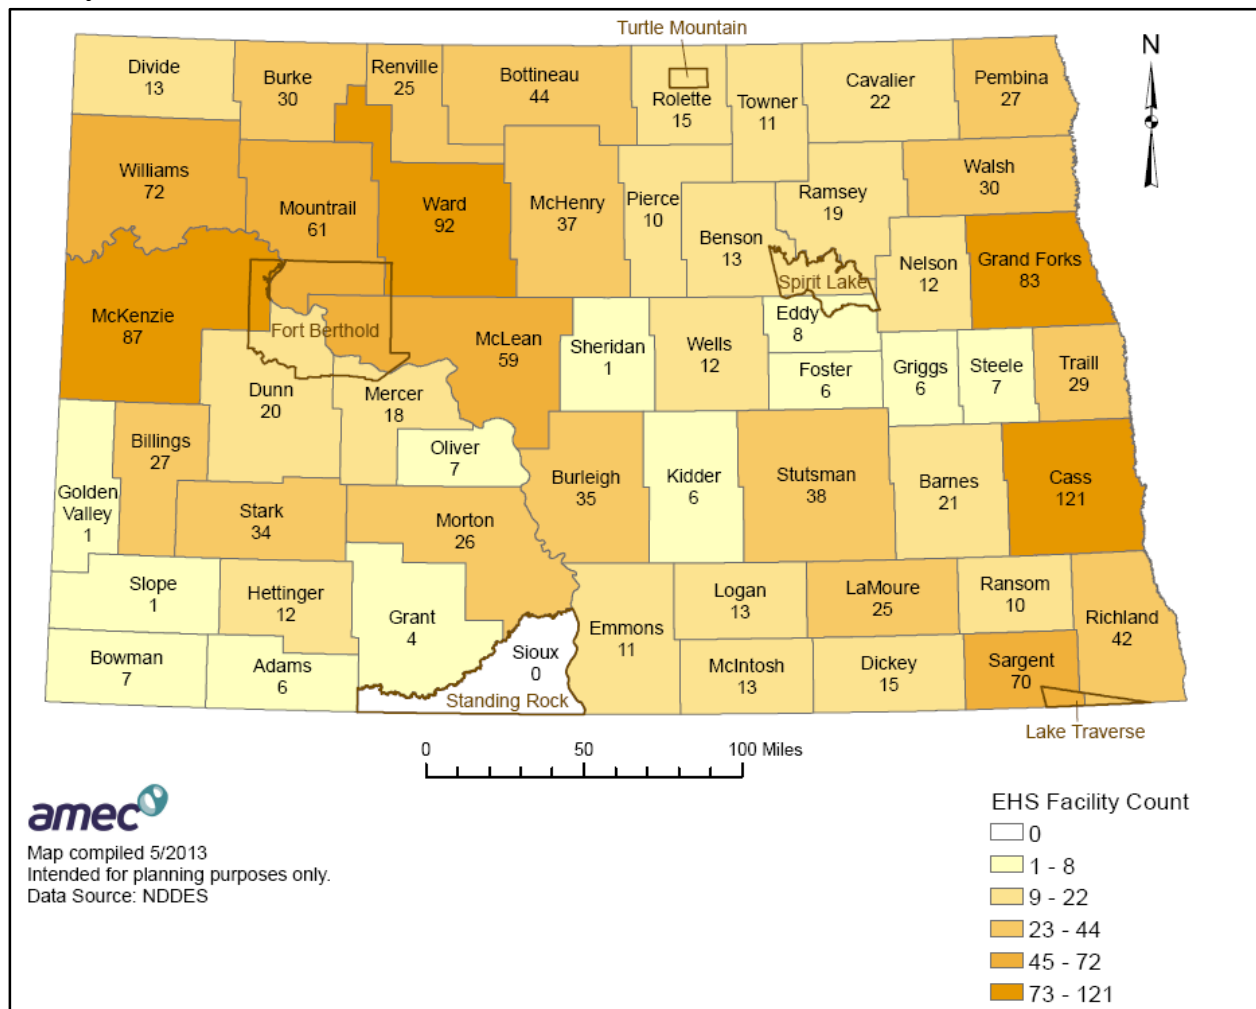 Turtle Mountain
N
Divide
13
Burke
30
Renville
25
Bottineau
44
Rolette
15
Towner
11
Cavalier
22
Pembina
27
Williams
72
Mountrail
61
Ward
92
McHenry
37
Pierce
10
Benson
13
Ramsey
19
Walsh
30
Spirit Lake
Nelson
12
Grand Forks
83
McKenzie
87
Fort Berthold
Dunn
20
Mercer
18
McLean
59
Sheridan
1
Wells
12
Eddy
8
Foster
6
Griggs
6
Steele
7
Traill
29
Golden
Valley
1
Billings
27
Stark
34
Oliver
7
Morton
26
Burleigh
35
Kidder
6
Stutsman
38
Barnes
21
Cass
121
Slope
1
Hettinger
12
Grant
4
Sioux
0
Emmons
11
Logan
13
LaMoure
25
Ransom
10
Richland
42
Bowman
7
Adams
6
Standing Rock
McIntosh
13
Dickey
15
Sargent
70
Lake Traverse
0 50 100 Miles
amec
Map compiled 5/2013
Intended for planning purposes only.
Data Source: NDDES
EHS Facility Count
0
1 - 8
9 - 22
23 - 44
45 - 72
73 - 121